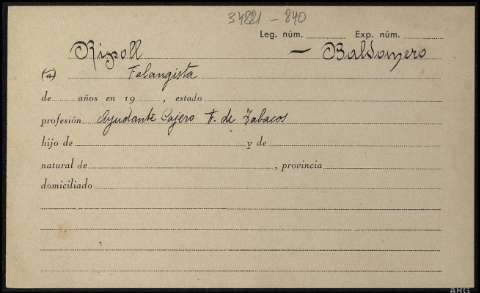 34821 - 840
Leg. núm. Exp. núm.
Ripoll — Baldomero
(a) Falangista
de años en 19 , estado
profesión Ayudante Cajero F. de Tabacos
hijo de y de
natural de , provincia
domiciliado
ARG